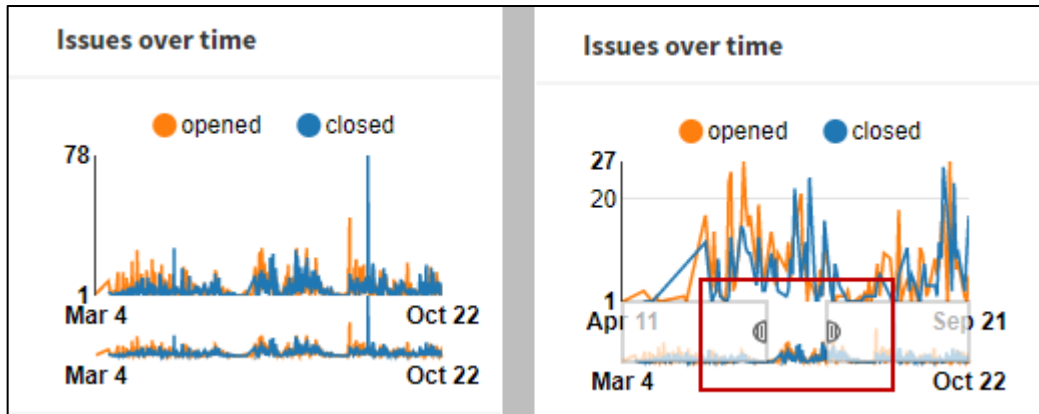 Issues over time
opened closed
78
1
Mar 4 Oct 22
Mar 4 Oct 22
Issues over time
opened closed
27
20
1
Apr 11 Sep 21
Mar 4 Oct 22